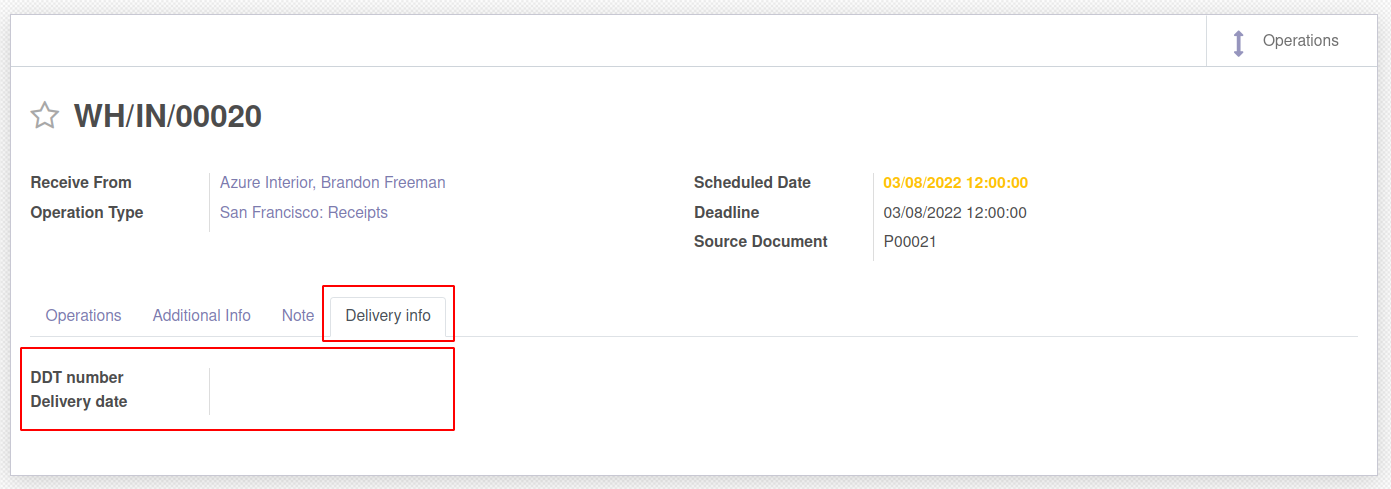 Operations
WH/IN/00020
Receive From Azure Interior, Brandon Freeman
Operation Type San Francisco: Receipts
Scheduled Date 03/08/2022 12:00:00
Deadline 03/08/2022 12:00:00
Source Document P00021
Operations Additional Info Note Delivery info
DDT number
Delivery date